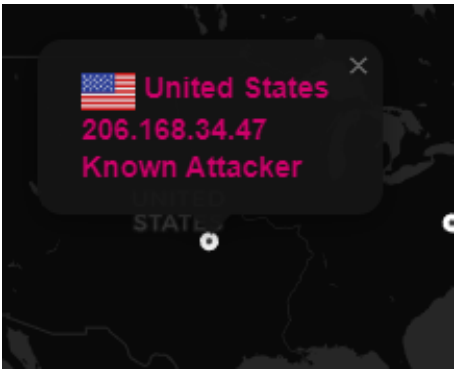 United States
206.168.34.47
Known Attacker
UNITED
STATES